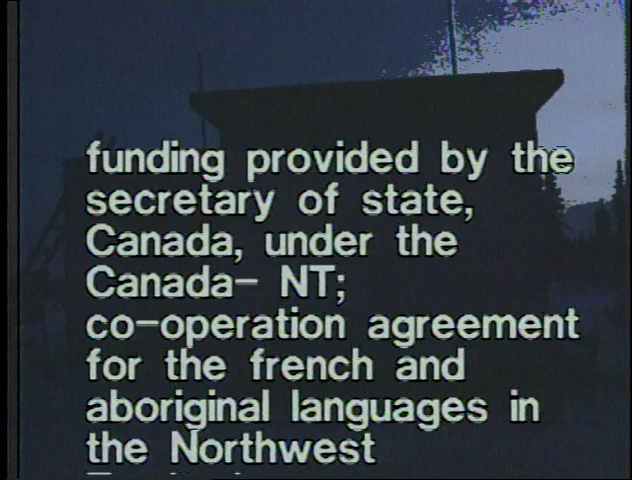 funding provided by the
secretary of state,
Canada, under the
Canada- NT;
co-operation agreement
for the french and
aboriginal languages in
the Northwest